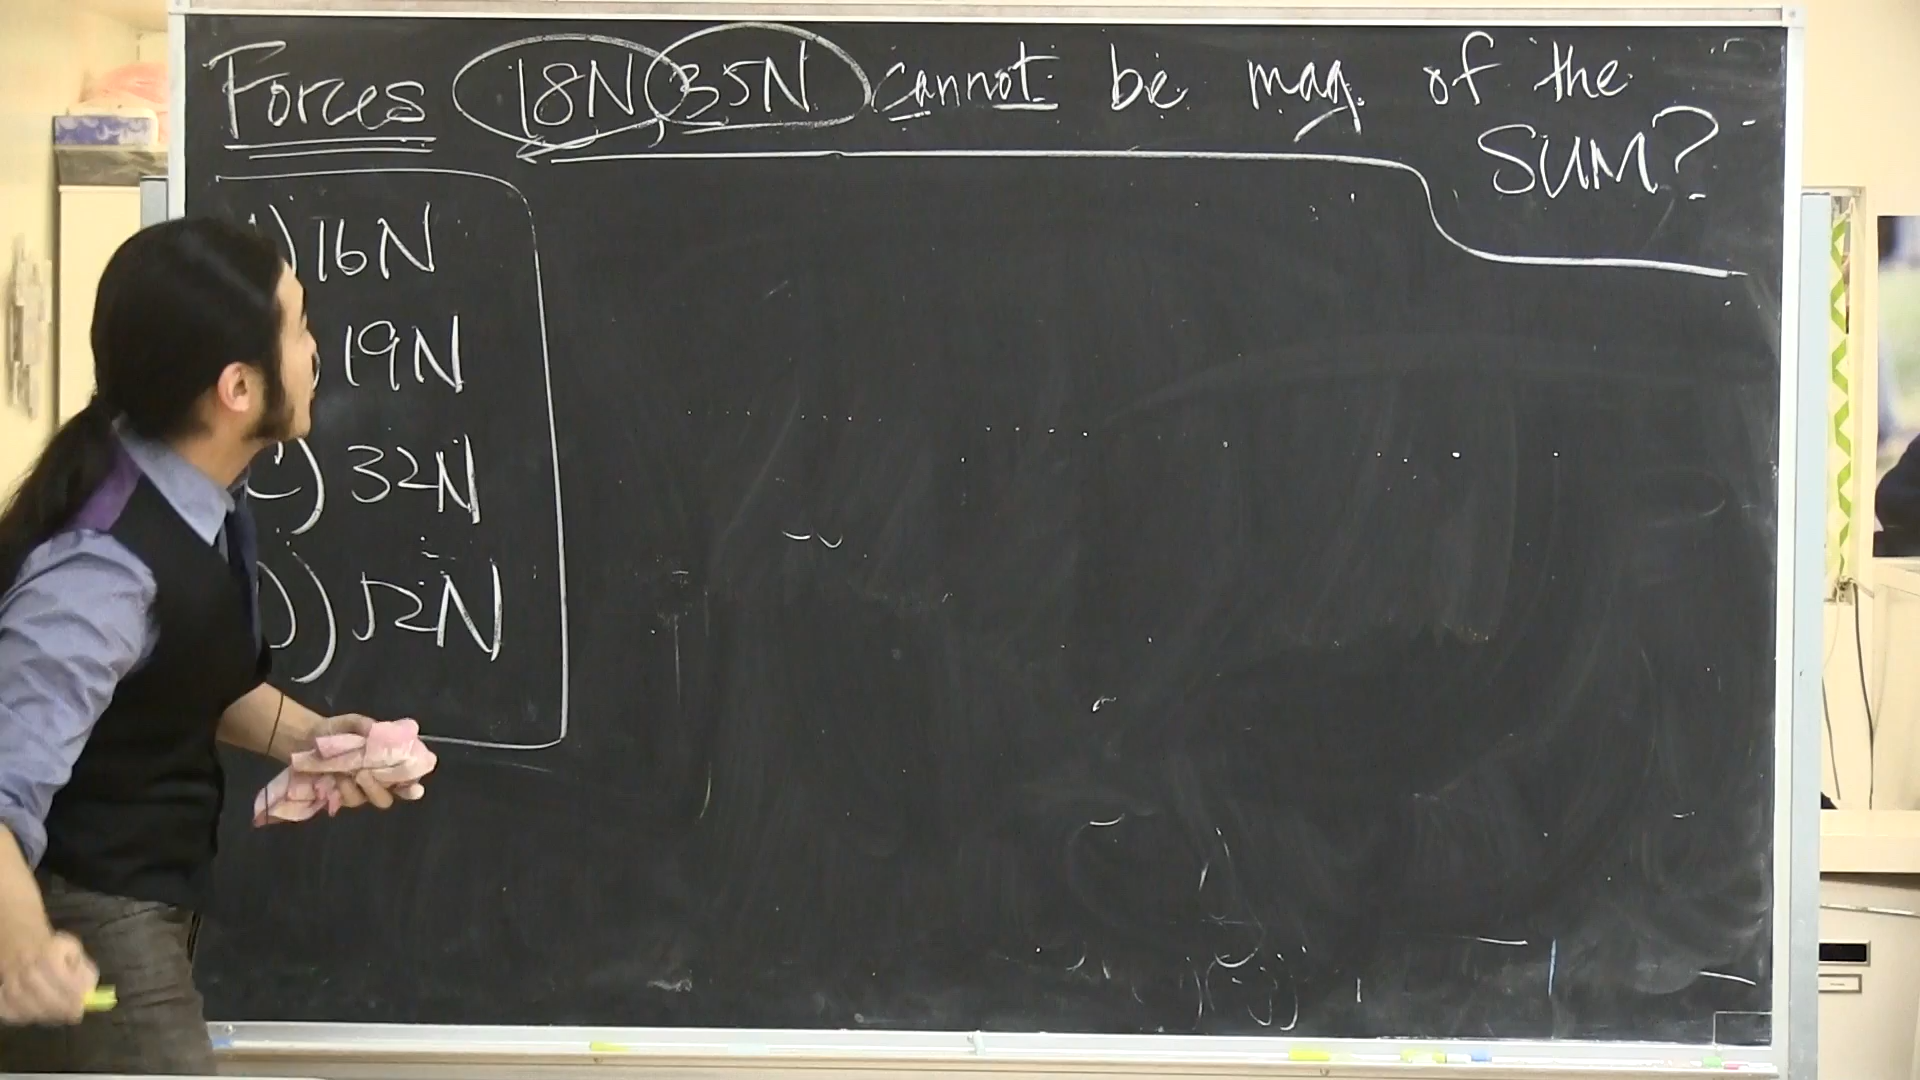 Forces 18N, 35N cannot be mag. of the
SUM?
A) 16N
) 19N
C) 32N
D) 52N